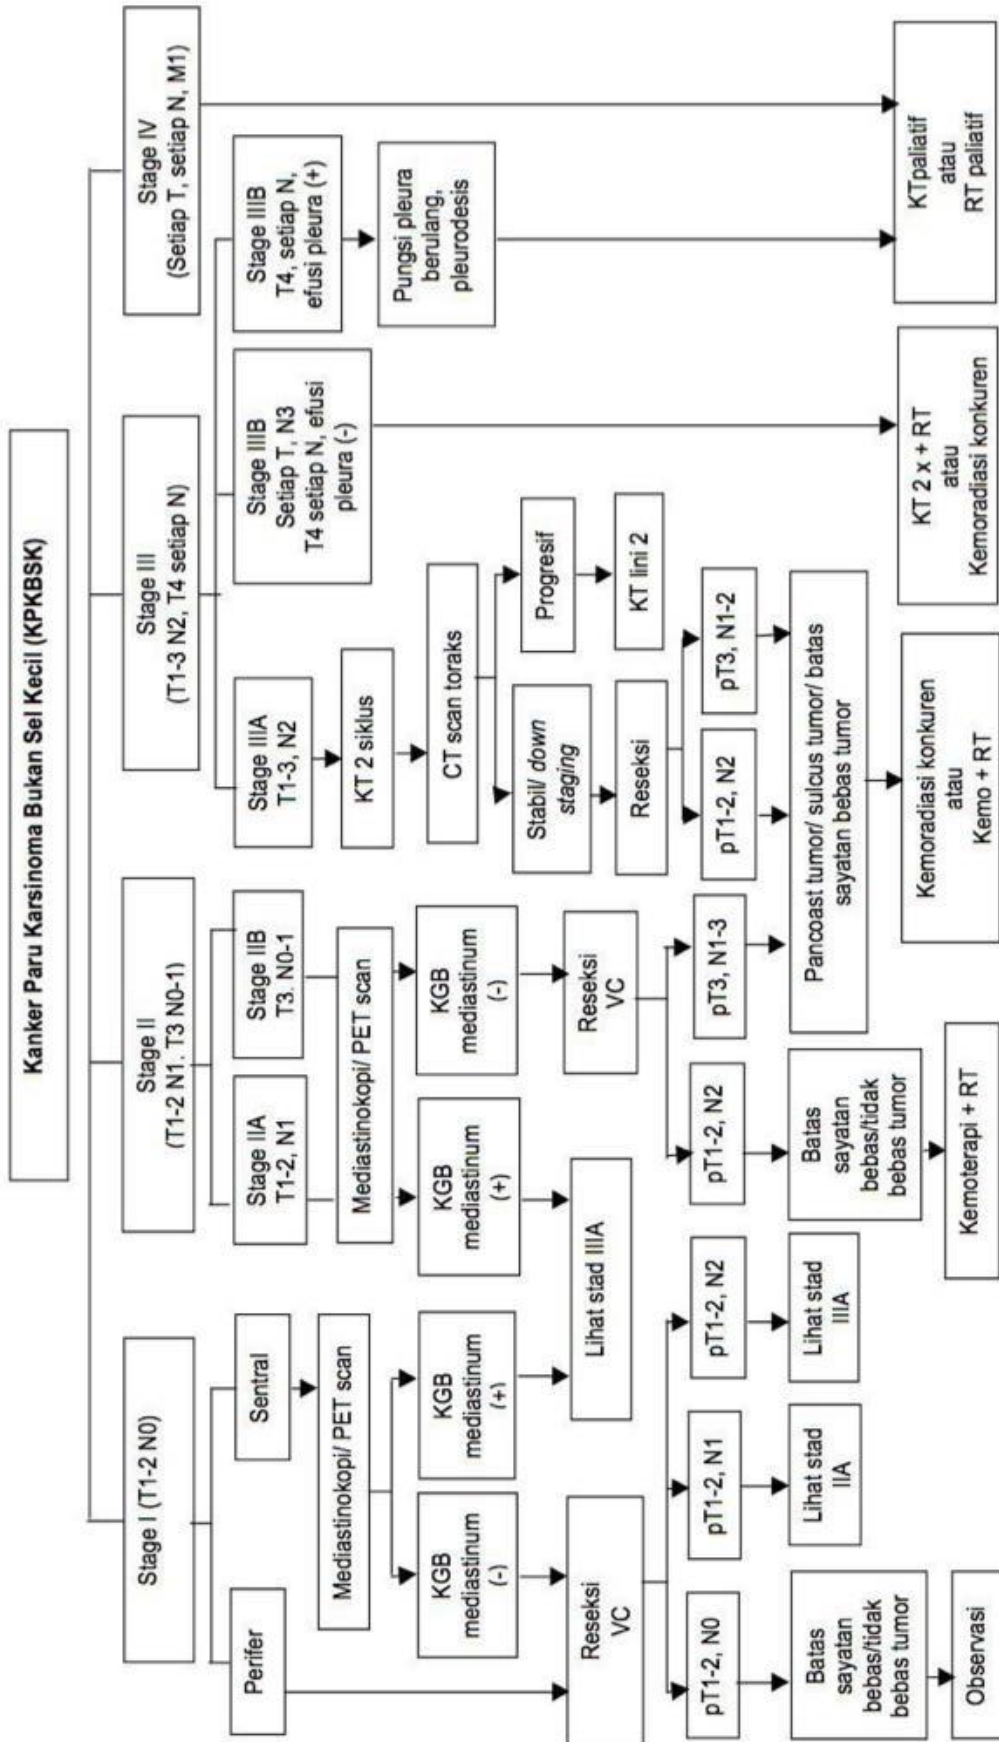 Kanker Paru Karsinoma Bukan Sel Kecil (KPKBSK)
Stage I (T1-2 N0)
Stage II
(T1-2 N1. T3 N0-1)
Stage III
(T1-3 N2, T4 setiap N)
Stage IV
(Setiap T, setiap N, M1)
Perifer
Sentral
Stage IIA
T1-2, N1
Stage IIB
T3. N0-1
Stage IIIA
T1-3, N2
Stage IIIB
Setiap T, N3
T4 setiap N, efusi
pleura (-)
Stage IIIB
T4, setiap N,
efusi pleura (+)
Mediastinokopi/ PET scan
Mediastinokopi/ PET scan
KT 2 siklus
Pungsi pleura
berulang,
pleurodesis
KGB
mediastinum
(-)
KGB
mediastinum
(+)
KGB
mediastinum
(+)
KGB
mediastinum
(-)
CT scan toraks
Stabil/ down
staging
Progresif
Reseksi
VC
Lihat stad IIIA
Reseksi
VC
Reseksi
KT lini 2
pT1-2, N0
pT1-2, N1
pT1-2, N2
pT1-2, N2
pT3, N1-3
pT1-2, N2
pT3, N1-2
Batas
sayatan
bebas/tidak
bebas tumor
Lihat stad
IIA
Lihat stad
IIIA
Batas
sayatan
bebas/tidak
bebas tumor
Pancoast tumor/ sulcus tumor/ batas
sayatan bebas tumor
Observasi
Kemoterapi + RT
Kemoradiasi konkuren
atau
Kemo + RT
KT 2 x + RT
atau
Kemoradiasi konkuren
KTpaliatif
atau
RT paliatif